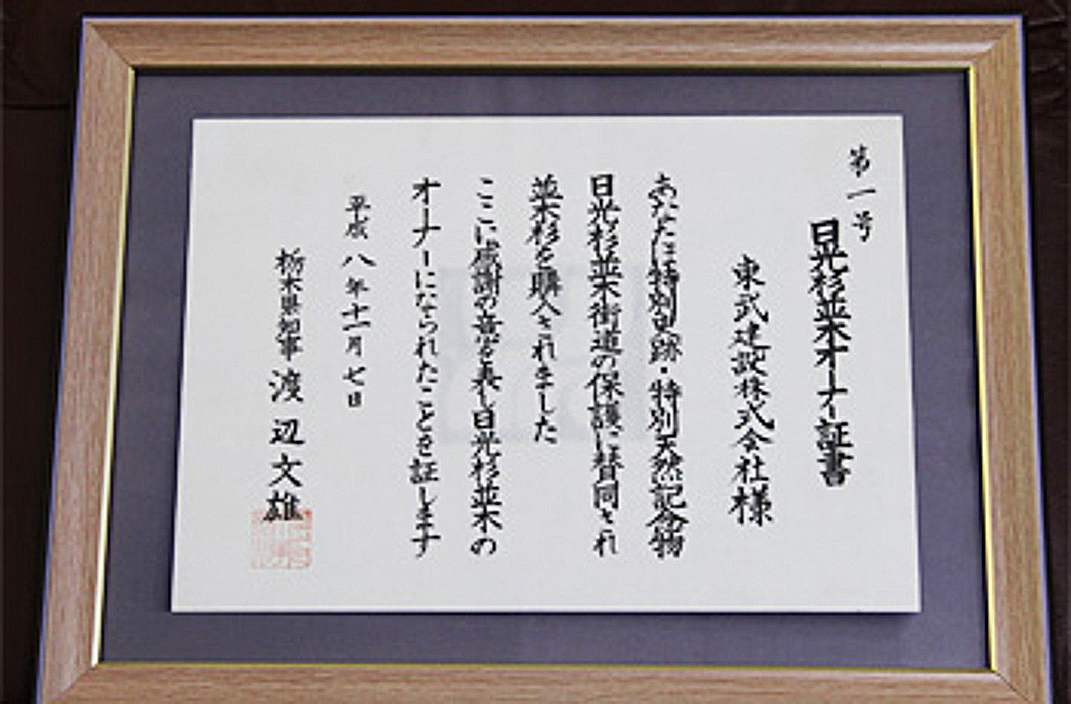 第一号
日光杉並木オーナー証書
東武建設株式会社様
あなたは特別史跡・特別天然記念物
日光杉並木街道の保護に賛同され
並木杉を購入されました
ここに感謝の意を表し日光杉並木の
オーナーになられたことを証します
平成八年十一月七日
栃木県知事 渡辺文雄